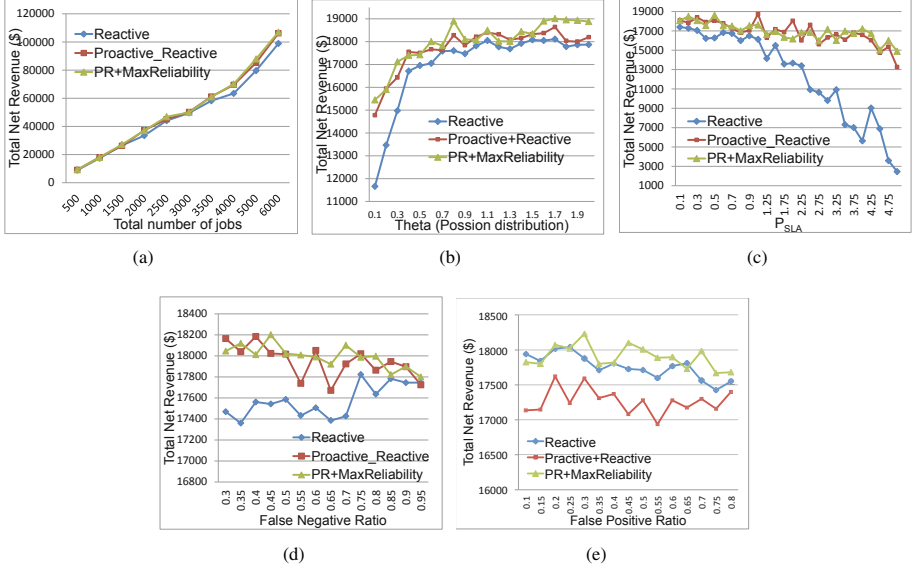 Total Net Revenue ($)
120000
100000
80000
60000
40000
20000
0
Reactive
Proactive_Reactive
PR+MaxReliability
500 1000 1500 2000 2500 3000 3500 4000 5000 6000
Total number of jobs
(a)
Total Net Revenue ($)
19000
18000
17000
16000
15000
14000
13000
12000
11000
Reactive
Proactive+Reactive
PR+MaxReliability
0.1 0.3 0.5 0.7 0.9 1.1 1.3 1.5 1.7 1.9
Theta (Possion distribution)
(b)
Total Net Revenue ($)
19000
17000
15000
13000
11000
9000
7000
5000
3000
1000
Reactive
Proactive_Reactive
PR+MaxReliability
0.1 0.3 0.5 0.7 0.9 1.25 1.75 2.25 2.75 3.25 3.75 4.25 4.75
P_SLA
(c)
Total Net Revenue ($)
18400
18200
18000
17800
17600
17400
17200
17000
16800
Reactive
Proactive_Reactive
PR+MaxReliability
0.3 0.35 0.4 0.45 0.5 0.55 0.6 0.65 0.7 0.75 0.8 0.85 0.9 0.95
False Negative Ratio
(d)
Total Net Revenue ($)
18500
18000
17500
17000
16500
16000
Reactive
Practive+Reactive
PR+MaxReliability
0.1 0.15 0.2 0.25 0.3 0.35 0.4 0.45 0.5 0.55 0.6 0.65 0.7 0.75 0.8
False Positive Ratio
(e)